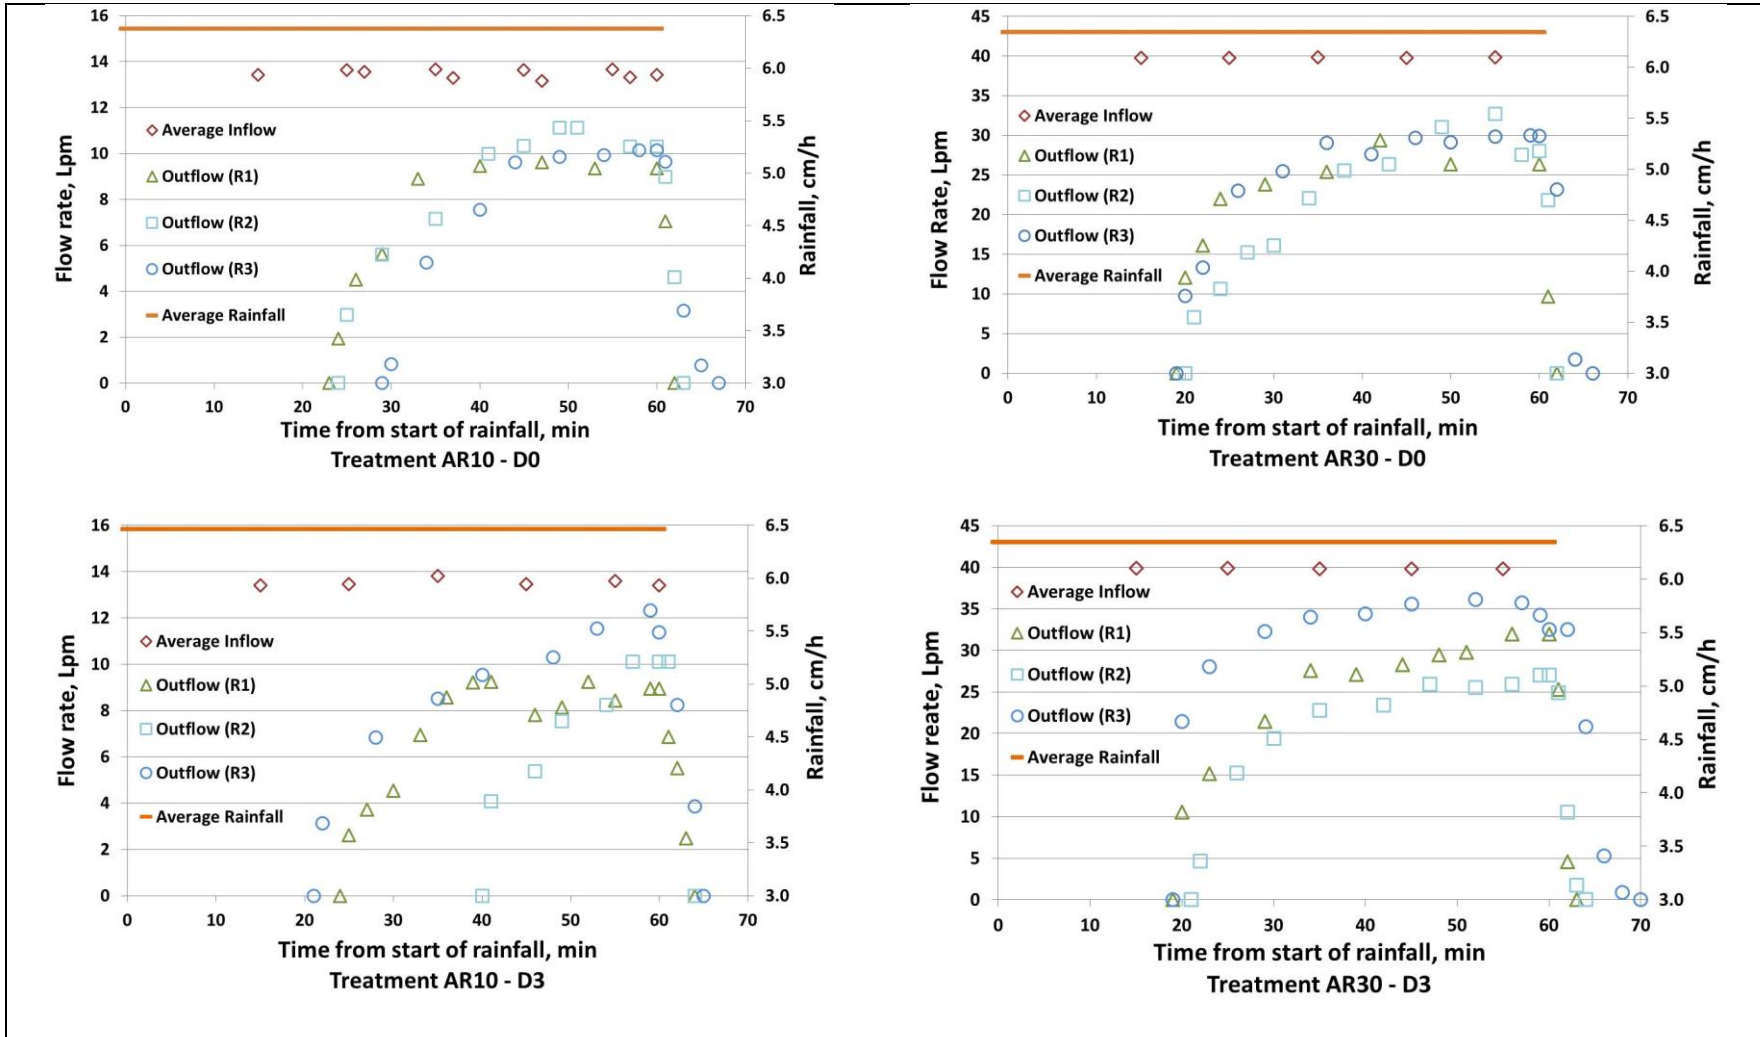 16
14
12
10
8
6
4
2
0
Flow rate, Lpm
Average Inflow
Outflow (R1)
Outflow (R2)
Outflow (R3)
Average Rainfall
6.5
6.0
5.5
5.0
4.5
4.0
3.5
3.0
Rainfall, cm/h
0 10 20 30 40 50 60 70
Time from start of rainfall, min
Treatment AR10 - D0
45
40
35
30
25
20
15
10
5
0
Flow Rate, Lpm
Average Inflow
Outflow (R1)
Outflow (R2)
Outflow (R3)
Average Rainfall
6.5
6.0
5.5
5.0
4.5
4.0
3.5
3.0
Rainfall, cm/h
0 10 20 30 40 50 60 70
Time from start of rainfall, min
Treatment AR30 - D0
16
14
12
10
8
6
4
2
0
Flow rate, Lpm
Average Inflow
Outflow (R1)
Outflow (R2)
Outflow (R3)
Average Rainfall
6.5
6.0
5.5
5.0
4.5
4.0
3.5
3.0
Rainfall, cm/h
0 10 20 30 40 50 60 70
Time from start of rainfall, min
Treatment AR10 - D3
45
40
35
30
25
20
15
10
5
0
Flow reate, Lpm
Average Inflow
Outflow (R1)
Outflow (R2)
Outflow (R3)
Average Rainfall
6.5
6.0
5.5
5.0
4.5
4.0
3.5
3.0
Rainfall, cm/h
0 10 20 30 40 50 60 70
Time from start of rainfall, min
Treatment AR30 - D3